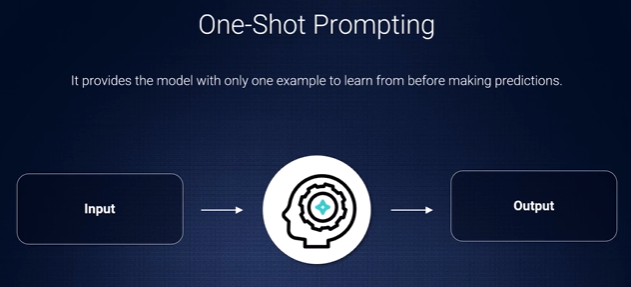 One-Shot Prompting
It provides the model with only one example to learn from before making predictions.
Input
Output